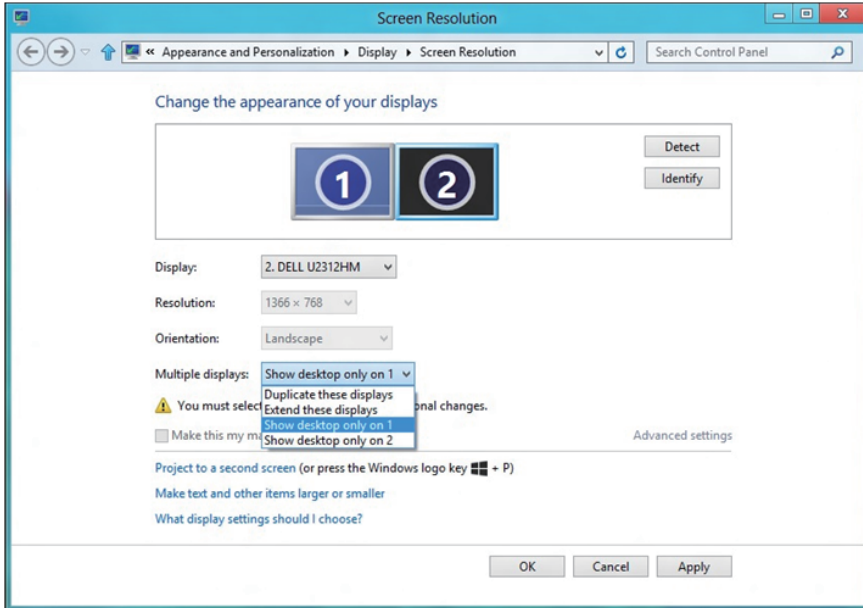 Screen Resolution
« Appearance and Personalization ▸ Display ▸ Screen Resolution
Search Control Panel
Change the appearance of your displays
1
2
Detect
Identify
Display: 2. DELL U2312HM
Resolution: 1366 × 768
Orientation: Landscape
Multiple displays: Show desktop only on 1
Duplicate these displays
You must select onal changes.
Extend these displays
Show desktop only on 1
Make this my m
Show desktop only on 2
Advanced settings
Project to a second screen (or press the Windows logo key + P)
Make text and other items larger or smaller
What display settings should I choose?
OK Cancel Apply